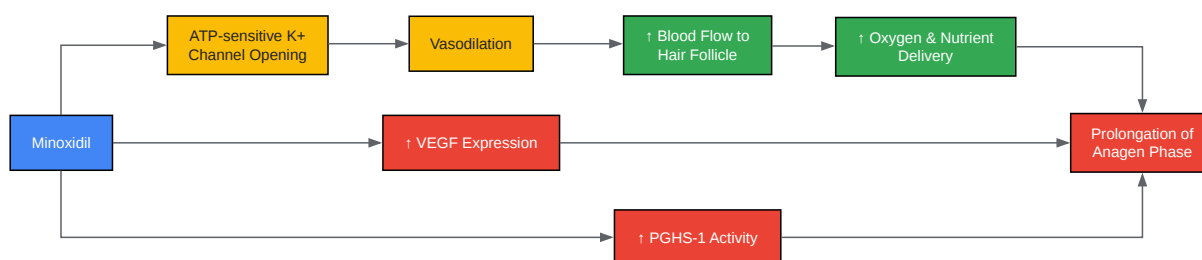 ATP-sensitive K+
Channel Opening
Vasodilation
↑ Blood Flow to
Hair Follicle
↑ Oxygen & Nutrient
Delivery
Minoxidil
↑ VEGF Expression
Prolongation of
Anagen Phase
↑ PGHS-1 Activity